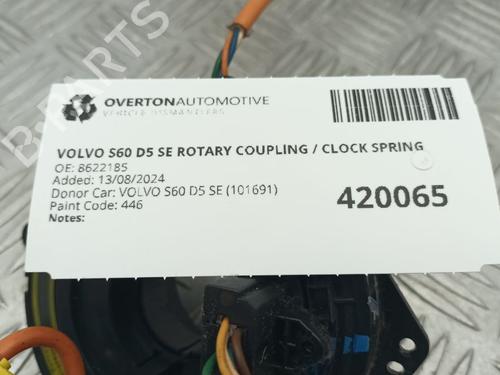 OVERTONAUTOMOTIVE
VEHICLE DISMANTLERS
VOLVO S60 D5 SE ROTARY COUPLING / CLOCK SPRING
OE: 8622185
Added: 13/08/2024
Donor Car: VOLVO S60 D5 SE (101691)
Paint Code: 446
Notes:
420065
B-PARTS